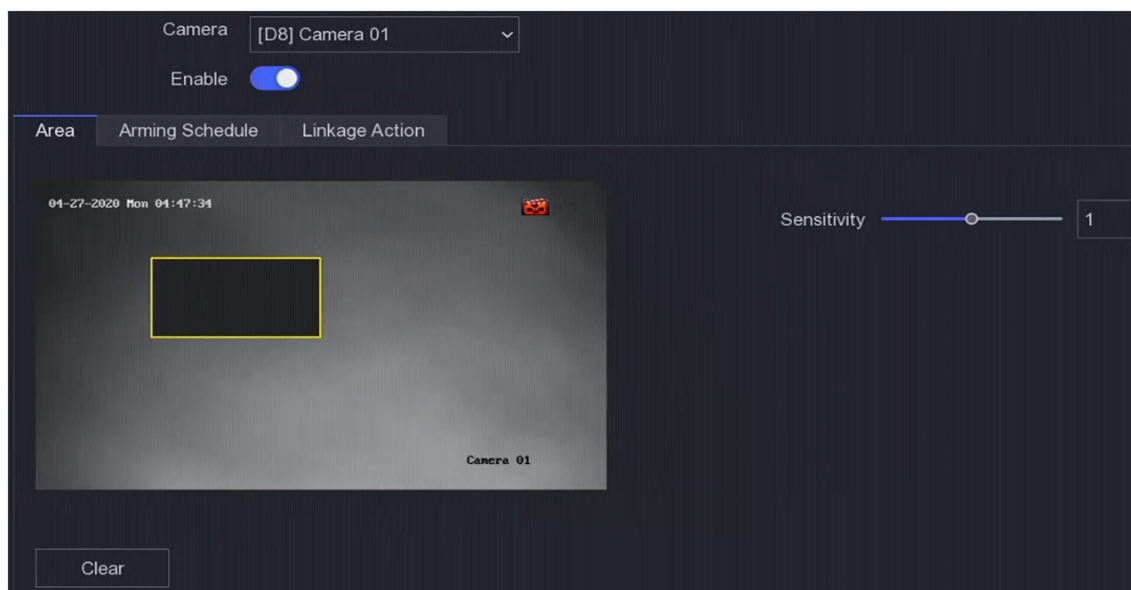 Camera [D8] Camera 01
Enable
Area Arming Schedule Linkage Action
04-27-2020 Mon 04:47:34
Sensitivity 1
Camera 01
Clear